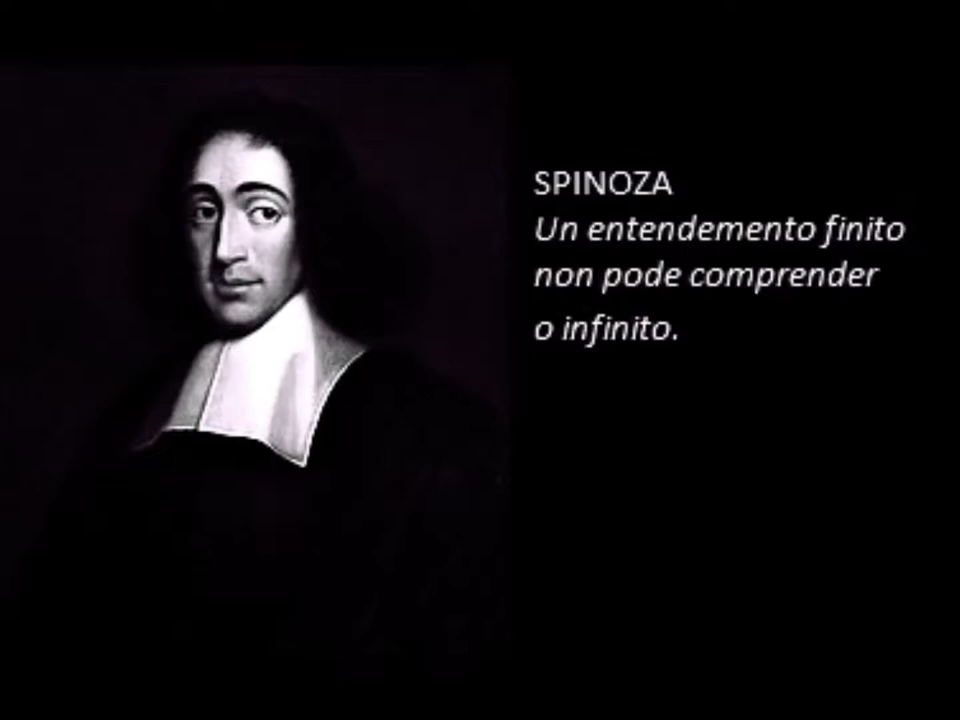 SPINOZA
Un entendemento finito
non pode comprender
o infinito.